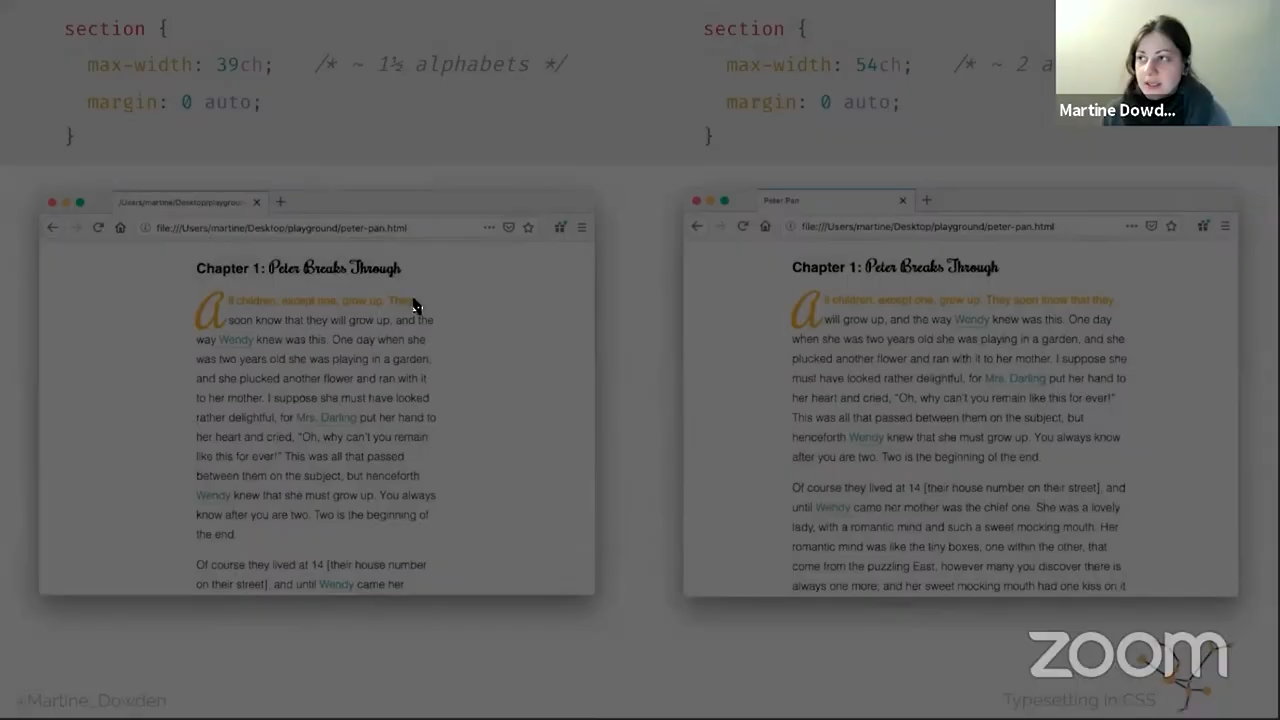 section {
max-width: 39ch; /* ~ 1½ alphabets */
margin: 0 auto;
}
section {
max-width: 54ch; /* ~ 2 a
margin: 0 auto;
}
Martine Dowd...
/Users/martine/Desktop/playgroun
file:///Users/martine/Desktop/playground/peter-pan.html
Chapter 1: Peter Breaks Through
All children, except one, grow up. They
soon know that they will grow up, and the
way Wendy knew was this. One day when she
was two years old she was playing in a garden,
and she plucked another flower and ran with it
to her mother. I suppose she must have looked
rather delightful, for Mrs. Darling put her hand to
her heart and cried, “Oh, why can’t you remain
like this for ever!” This was all that passed
between them on the subject, but henceforth
Wendy knew that she must grow up. You always
know after you are two. Two is the beginning of
the end.
Of course they lived at 14 [their house number
on their street], and until Wendy came her
Peter Pan
file:///Users/martine/Desktop/playground/peter-pan.html
Chapter 1: Peter Breaks Through
All children, except one, grow up. They soon know that they
will grow up, and the way Wendy knew was this. One day
when she was two years old she was playing in a garden, and she
plucked another flower and ran with it to her mother. I suppose she
must have looked rather delightful, for Mrs. Darling put her hand to
her heart and cried, “Oh, why can’t you remain like this for ever!”
This was all that passed between them on the subject, but
henceforth Wendy knew that she must grow up. You always know
after you are two. Two is the beginning of the end.
Of course they lived at 14 [their house number on their street], and
until Wendy came her mother was the chief one. She was a lovely
lady, with a romantic mind and such a sweet mocking mouth. Her
romantic mind was like the tiny boxes, one within the other, that
come from the puzzling East, however many you discover there is
always one more; and her sweet mocking mouth had one kiss on it
zoom
@Martine_Dowden
Typesetting in CSS